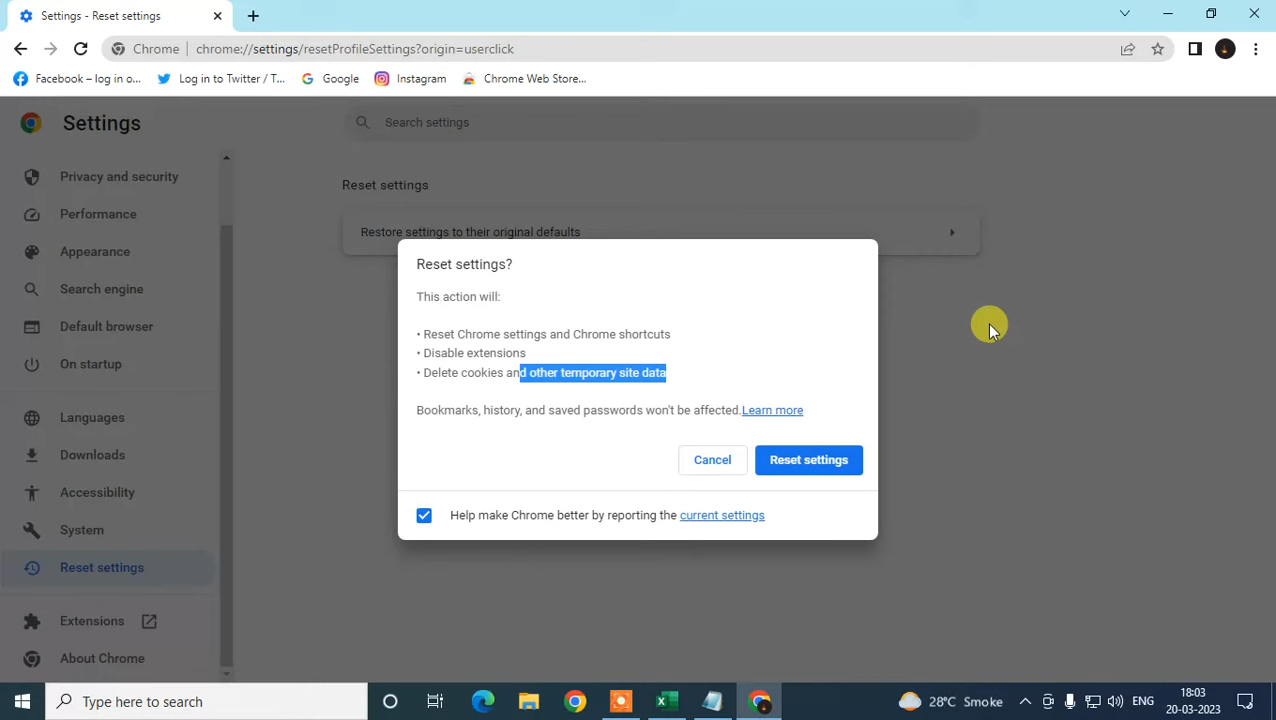 Settings - Reset settings
Chrome
chrome://settings/resetProfileSettings?origin=userclick
Facebook – log in o...
Log in to Twitter / T...
Google
Instagram
Chrome Web Store...
Settings
Search settings
Privacy and security
Performance
Appearance
Search engine
Default browser
On startup
Languages
Downloads
Accessibility
System
Reset settings
Extensions
About Chrome
Reset settings
Restore settings to their original defaults
Reset settings?
This action will:
• Reset Chrome settings and Chrome shortcuts
• Disable extensions
• Delete cookies and other temporary site data
Bookmarks, history, and saved passwords won't be affected.Learn more
Cancel
Reset settings
Help make Chrome better by reporting the current settings
Type here to search
28°C Smoke
ENG
18:03
20-03-2023